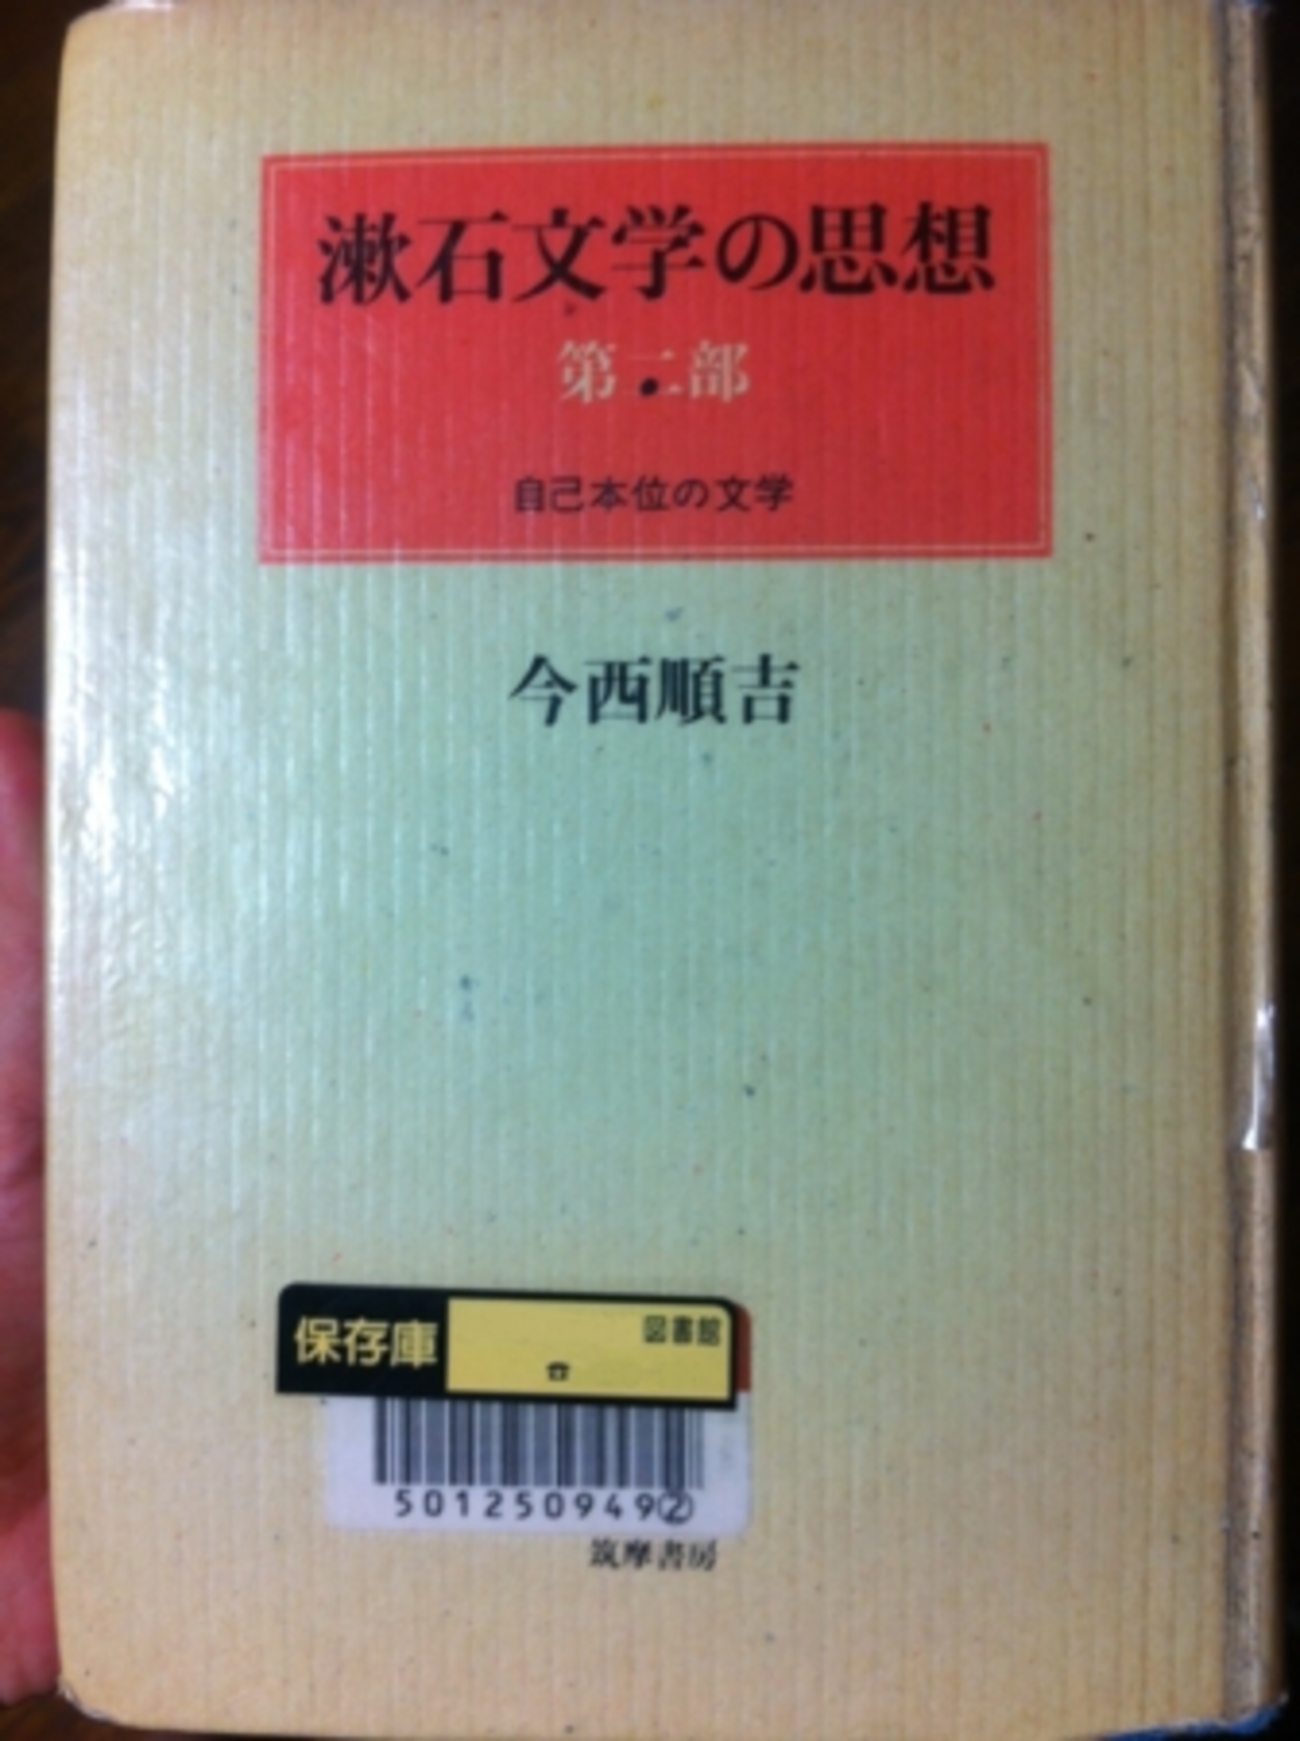 漱石文学の思想
第二部
自己本位の文学
今西順吉
保存庫
図書館
☎
5012509492
筑摩書房